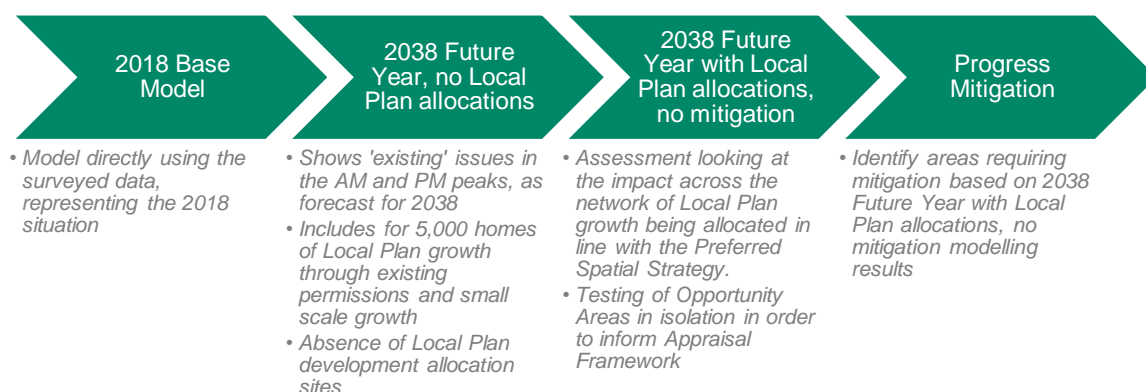 2018 Base
Model
2038 Future
Year, no Local
Plan allocations
2038 Future
Year with Local
Plan allocations,
no mitigation
Progress
Mitigation
• Model directly using the
surveyed data,
representing the 2018
situation
• Shows 'existing' issues in
the AM and PM peaks, as
forecast for 2038
• Includes for 5,000 homes
of Local Plan growth
through existing
permissions and small
scale growth
• Absence of Local Plan
development allocation
sites
• Assessment looking at
the impact across the
network of Local Plan
growth being allocated in
line with the Preferred
Spatial Strategy.
• Testing of Opportunity
Areas in isolation in order
to inform Appraisal
Framework
• Identify areas requiring
mitigation based on 2038
Future Year with Local
Plan allocations, no
mitigation modelling
results